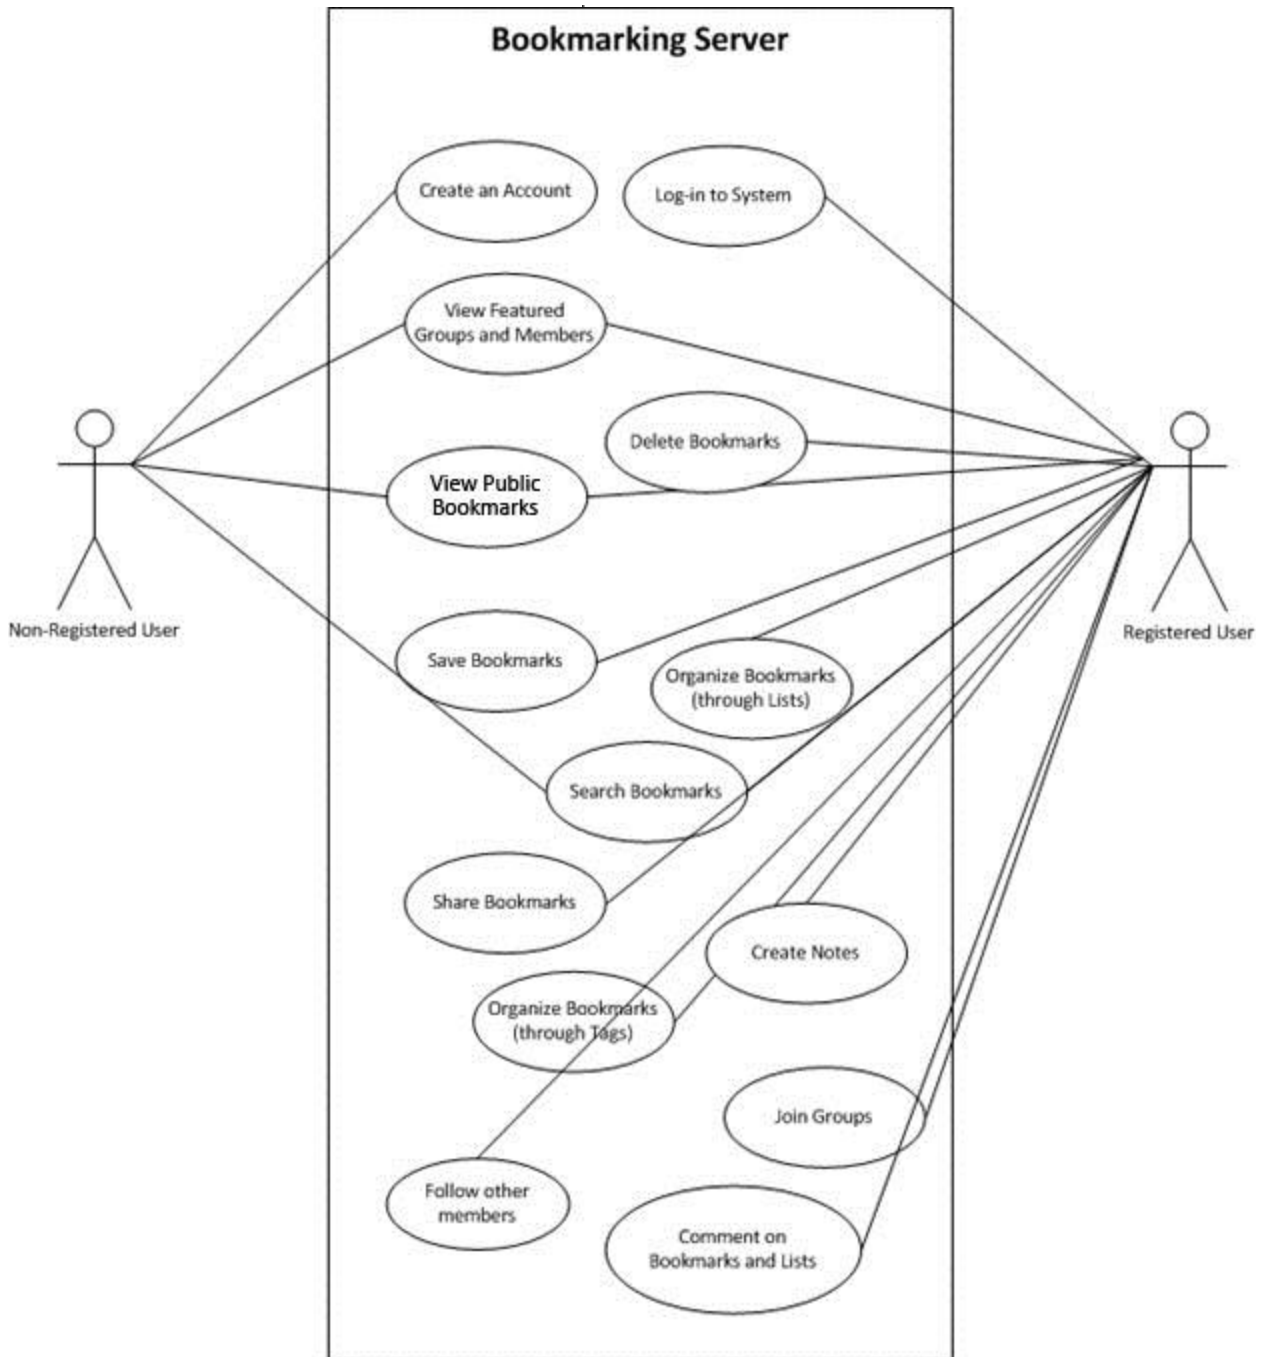 Bookmarking Server
Create an Account
Log-in to System
View Featured
Groups and Members
Delete Bookmarks
View Public
Bookmarks
Non-Registered User
Registered User
Save Bookmarks
Organize Bookmarks
(through Lists)
Search Bookmarks
Share Bookmarks
Create Notes
Organize Bookmarks
(through Tags)
Join Groups
Follow other
members
Comment on
Bookmarks and Lists